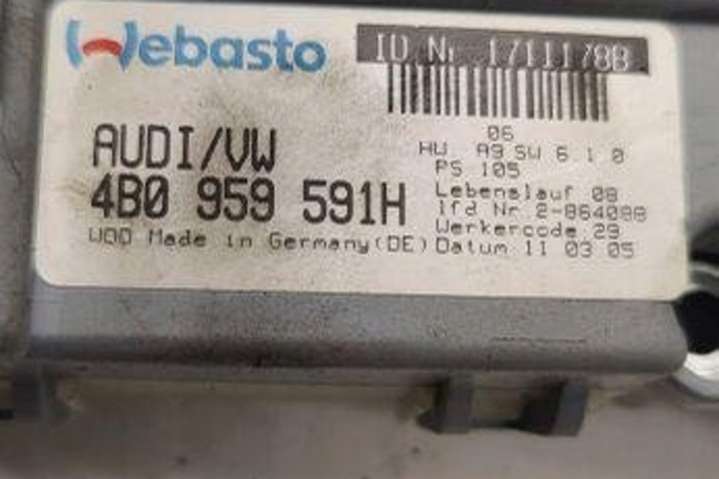 Webasto
ID Nr 1711178B
06
HW A9 SW 6 1 0
PS 105
AUDI/VW
4B0 959 591H
Lebenslauf 08
lfd Nr 2-864088
Werkercode 29
WOD Made in Germany(DE)
Datum 11 03 05